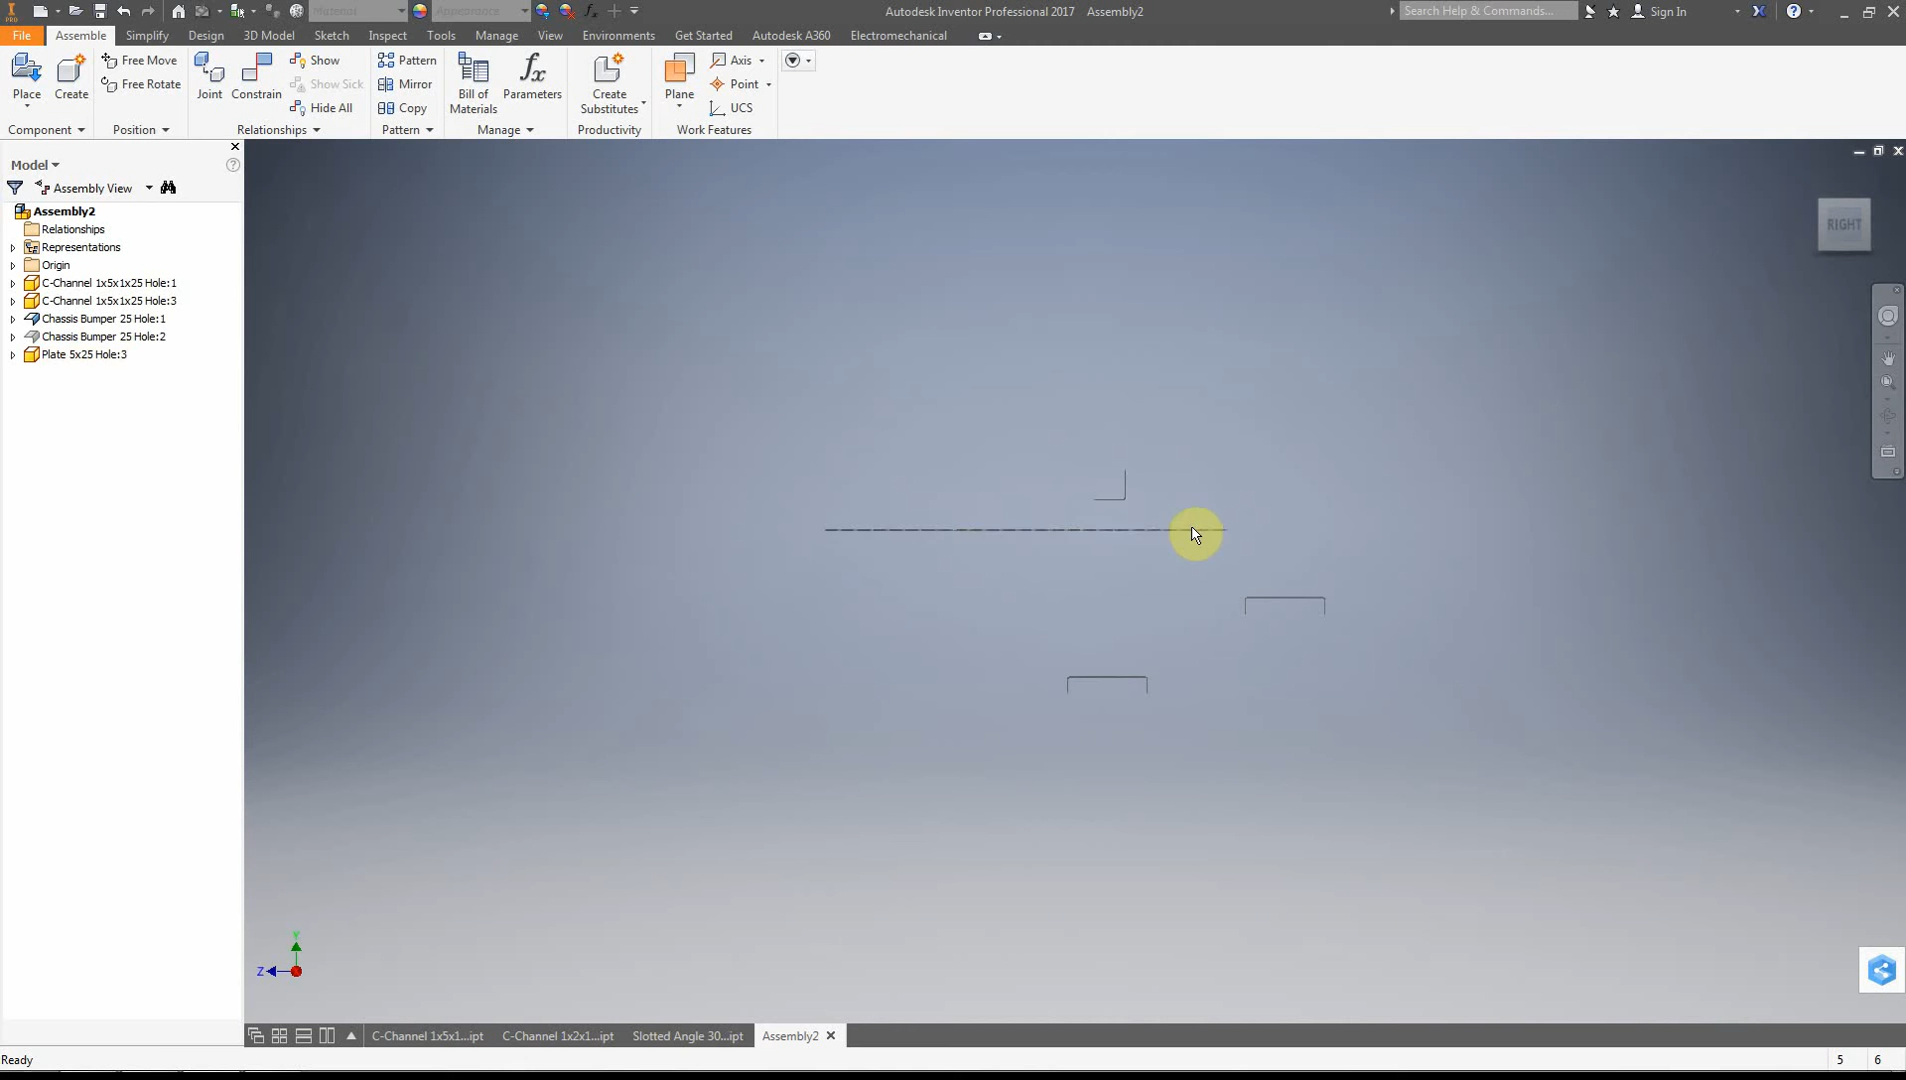 PRO
Material
Appearance
Autodesk Inventor Professional 2017 Assembly2
Search Help & Commands...
Sign In
File
Assemble
Simplify
Design
3D Model
Sketch
Inspect
Tools
Manage
View
Environments
Get Started
Autodesk A360
Electromechanical
Place
Create
Free Move
Free Rotate
Joint
Constrain
Show
Show Sick
Hide All
Pattern
Mirror
Copy
Bill of
Materials
fx
Parameters
Create
Substitutes
Plane
Axis
Point
UCS
Component
Position
Relationships
Pattern
Manage
Productivity
Work Features
Model
Assembly View
Assembly2
Relationships
Representations
Origin
C-Channel 1x5x1x25 Hole:1
C-Channel 1x5x1x25 Hole:3
Chassis Bumper 25 Hole:1
Chassis Bumper 25 Hole:2
Plate 5x25 Hole:3
RIGHT
Y
Z
C-Channel 1x5x1...ipt
C-Channel 1x2x1...ipt
Slotted Angle 30...ipt
Assembly2
Ready
5
6